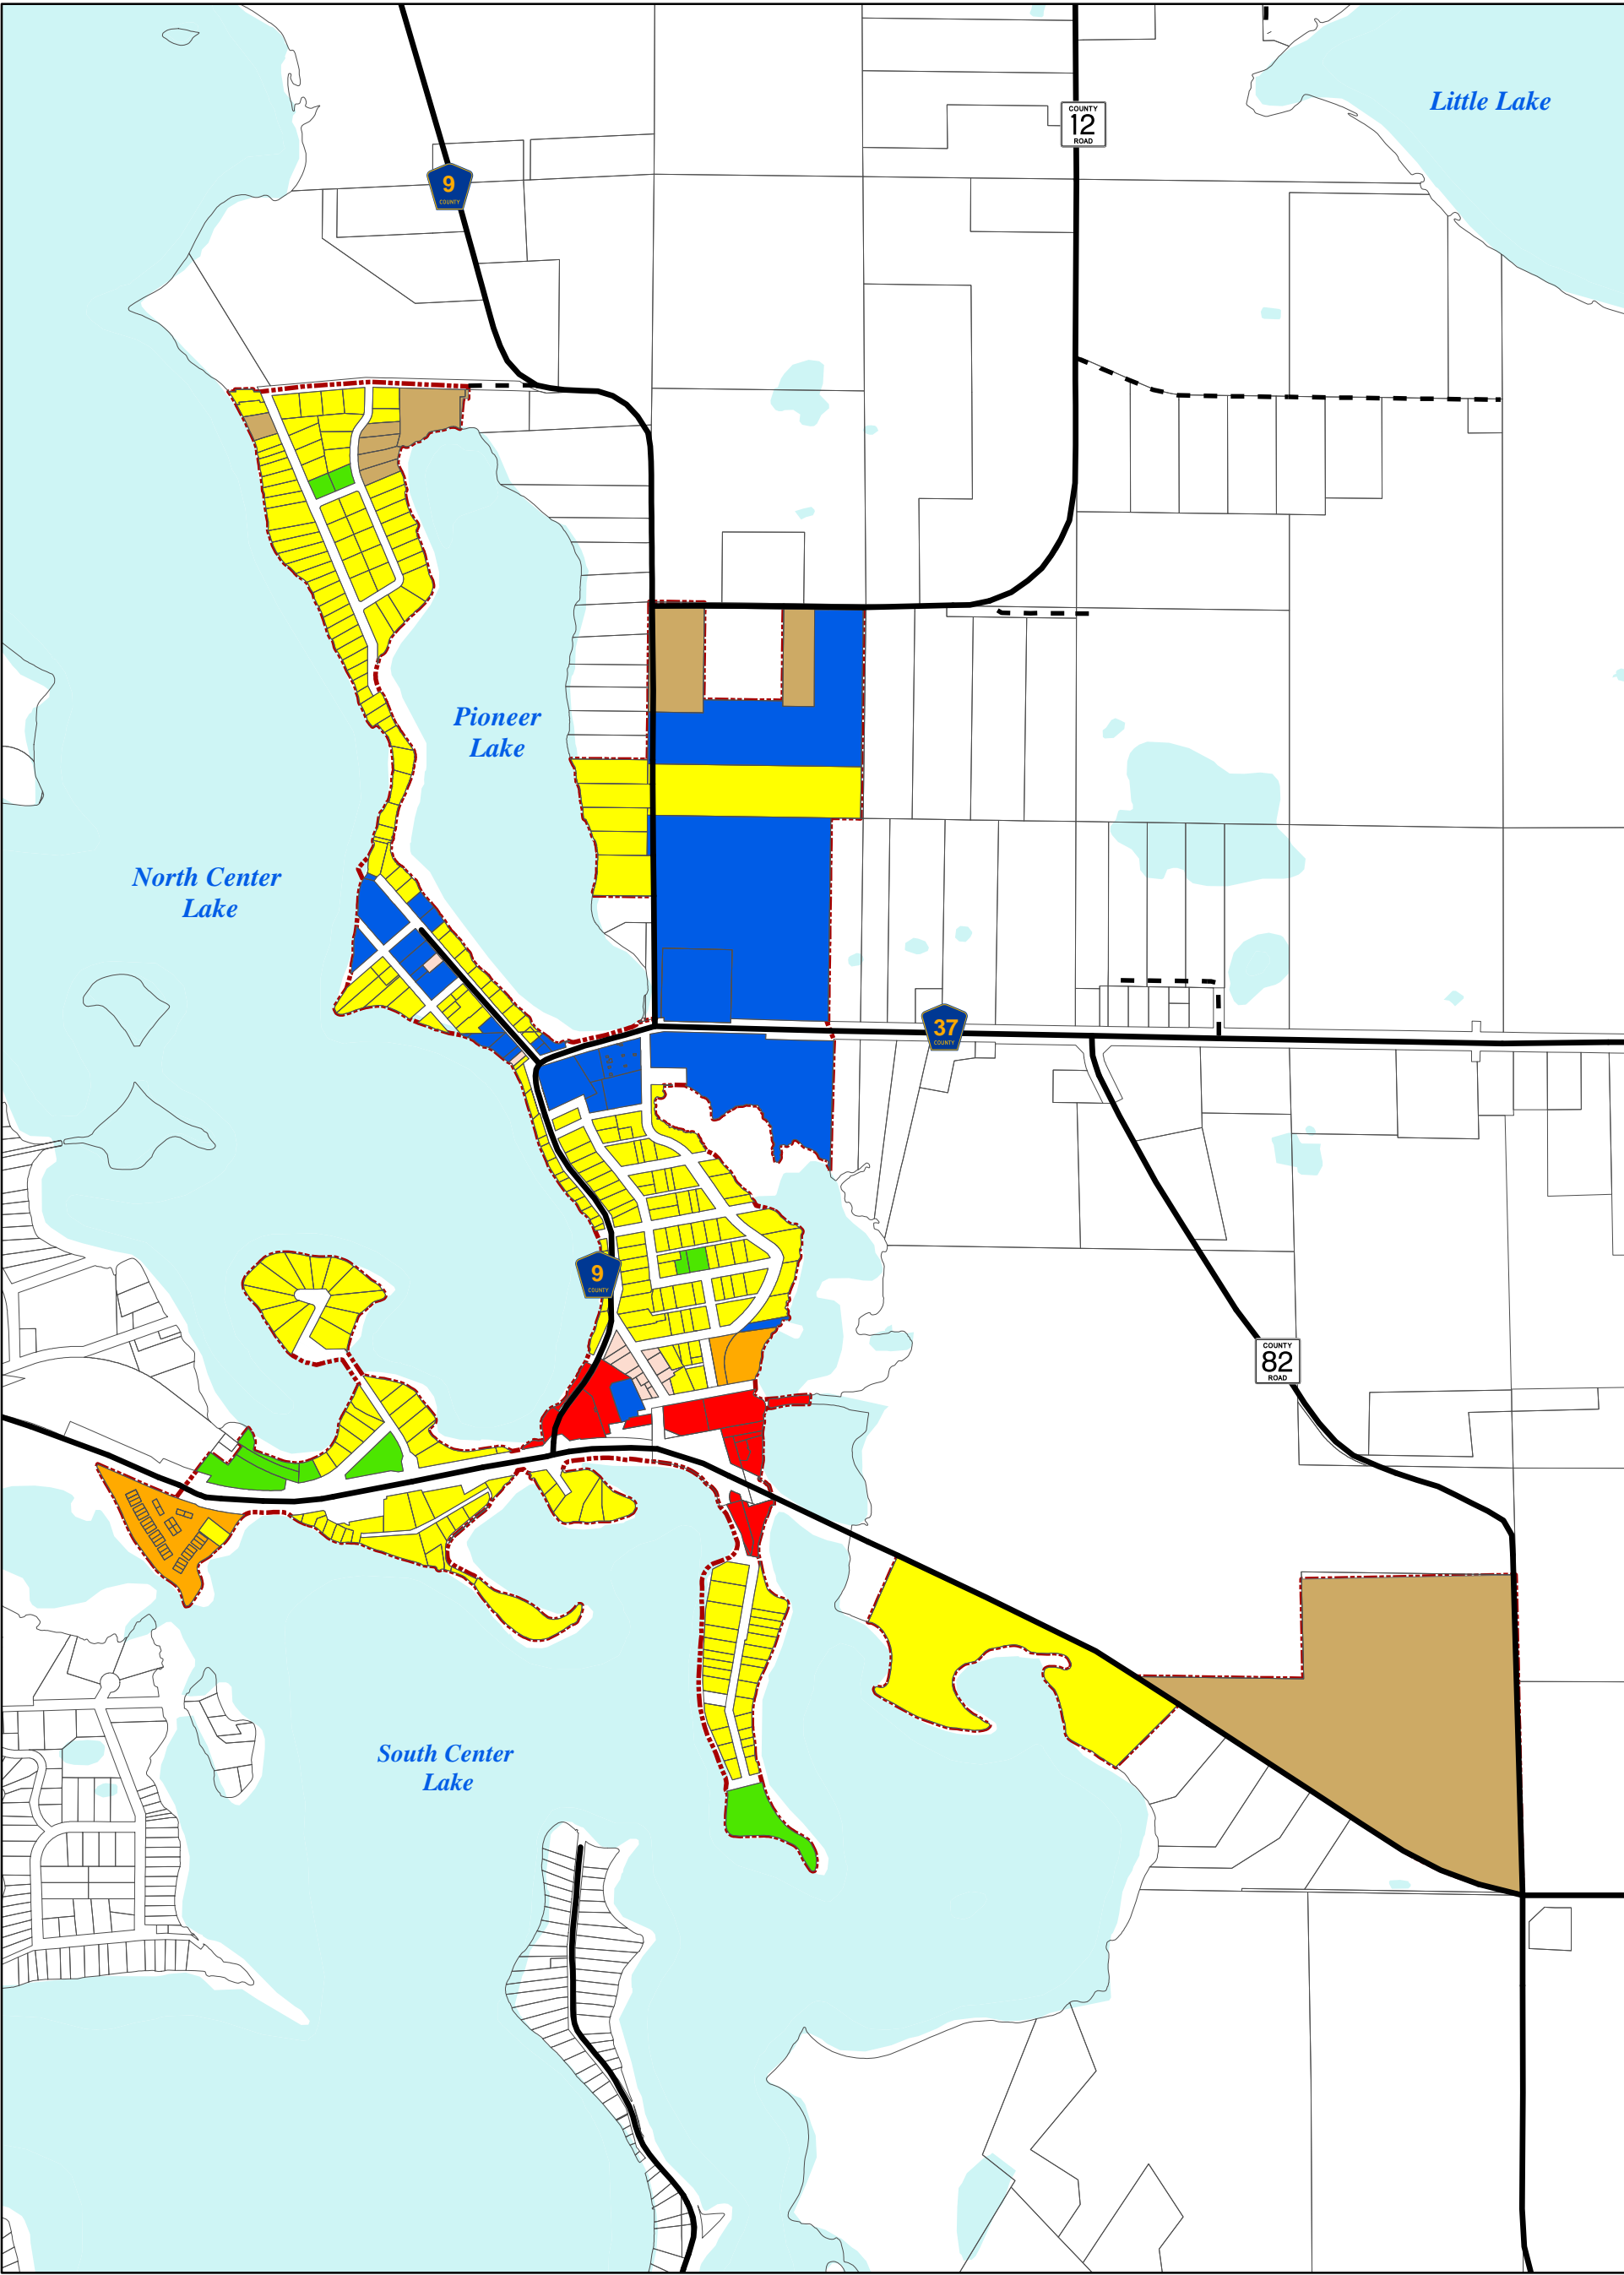 Little Lake
COUNTY
12
ROAD
9
COUNTY
Pioneer
Lake
North Center
Lake
37
COUNTY
9
COUNTY
COUNTY
82
ROAD
South Center
Lake